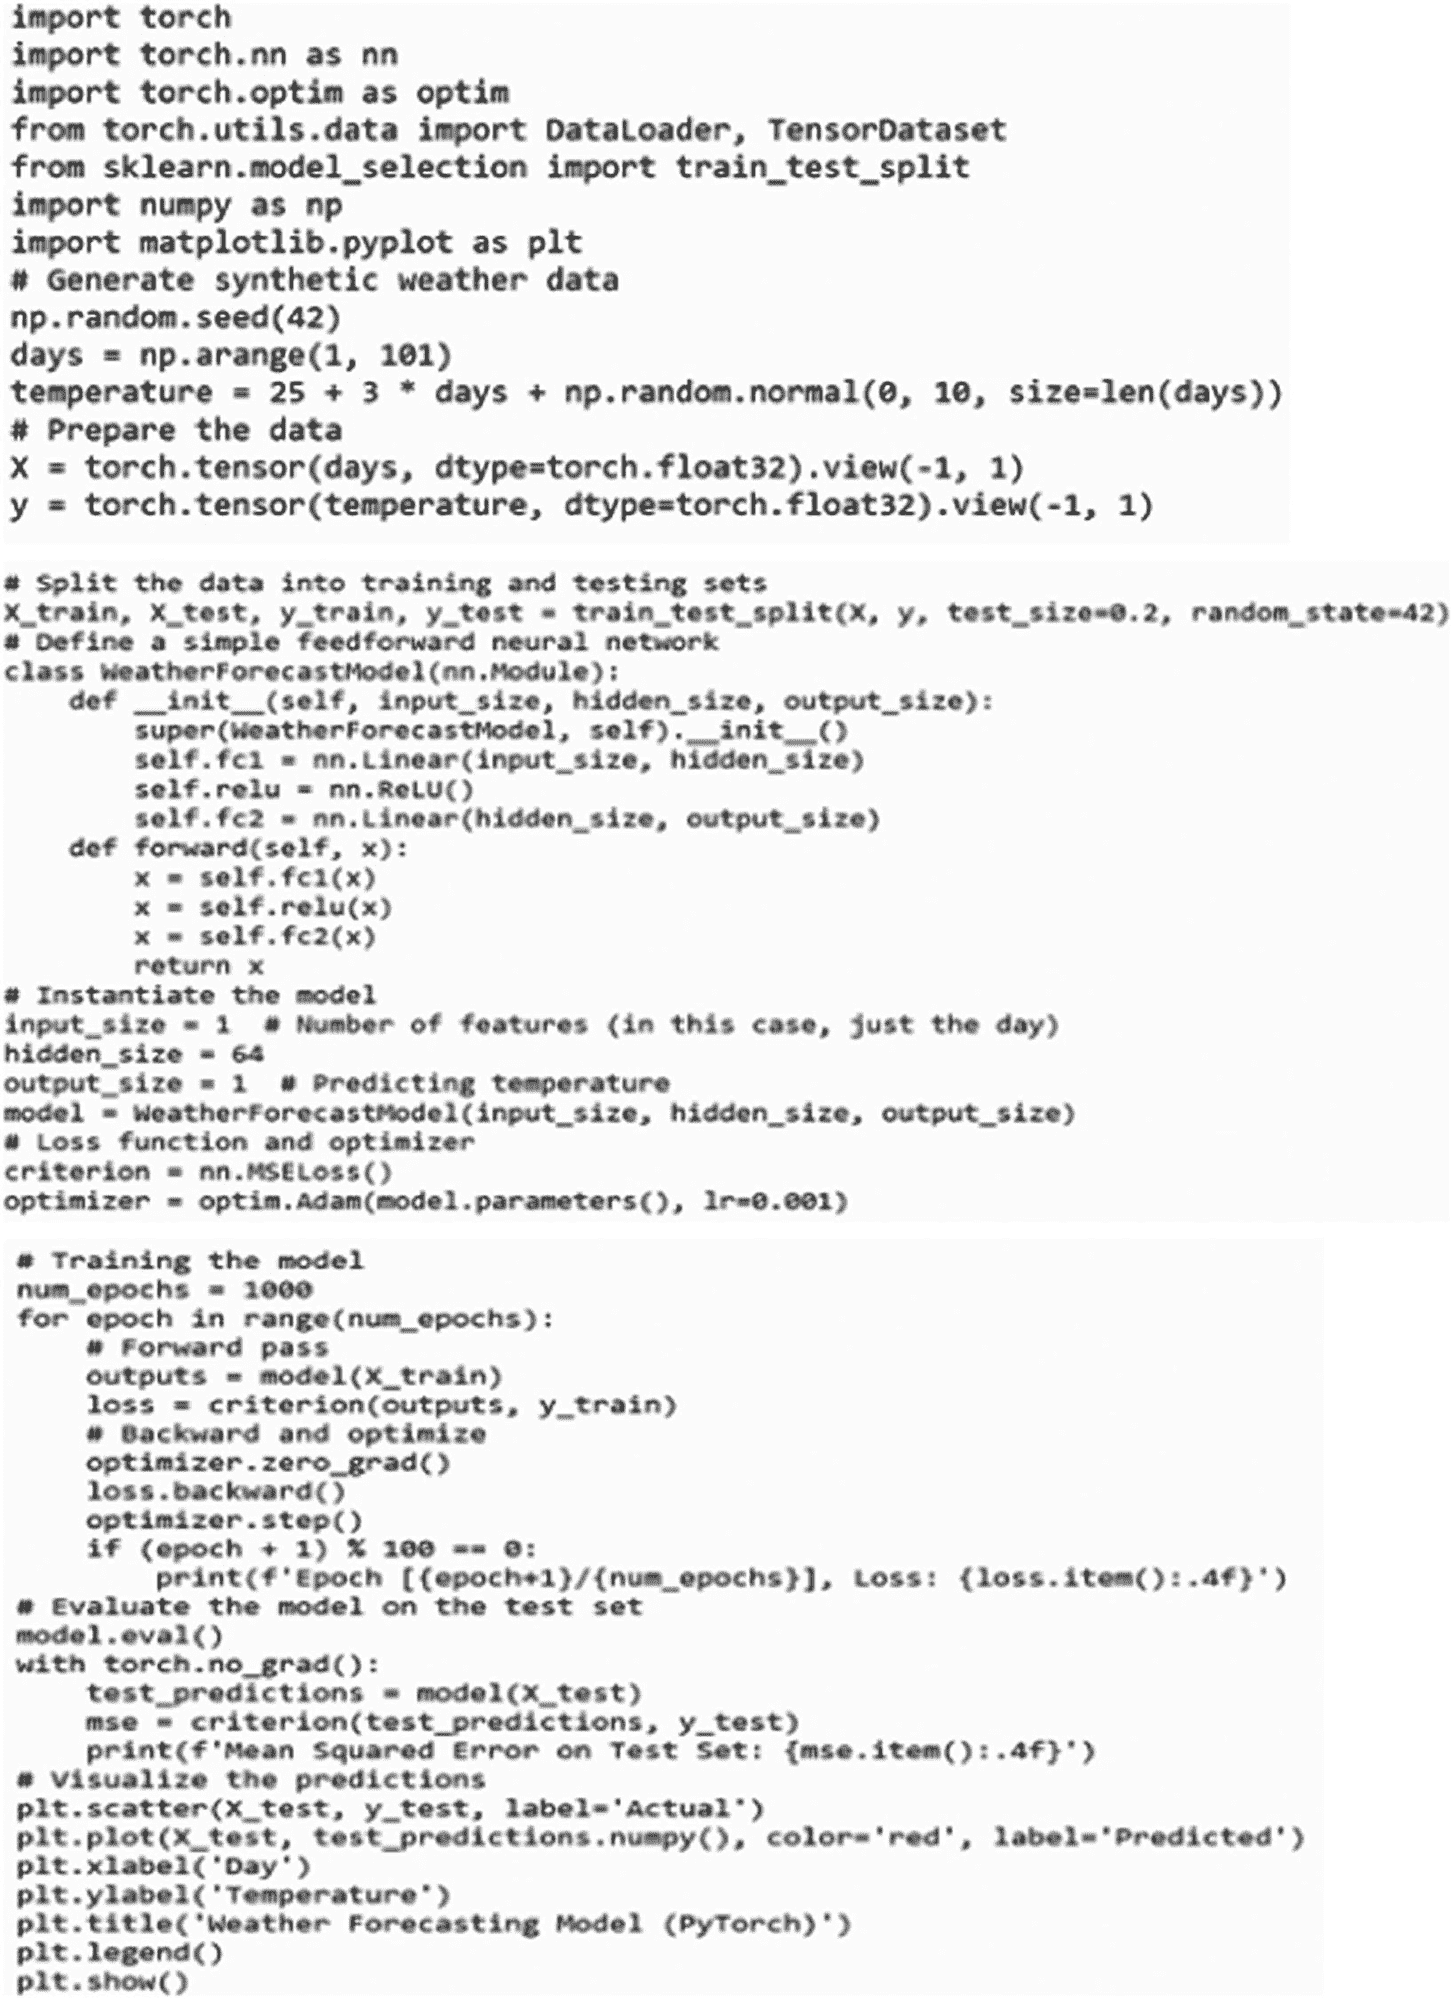 import torch
import torch.nn as nn
import torch.optim as optim
from torch.utils.data import DataLoader, TensorDataset
from sklearn.model_selection import train_test_split
import numpy as np
import matplotlib.pyplot as plt
# Generate synthetic weather data
np.random.seed(42)
days = np.arange(1, 101)
temperature = 25 + 3 * days + np.random.normal(0, 10, size=len(days))
# Prepare the data
X = torch.tensor(days, dtype=torch.float32).view(-1, 1)
y = torch.tensor(temperature, dtype=torch.float32).view(-1, 1)
# Split the data into training and testing sets
X_train, X_test, y_train, y_test = train_test_split(X, y, test_size=0.2, random_state=42)
# Define a simple feedforward neural network
class WeatherForecastModel(nn.Module):
    def __init__(self, input_size, hidden_size, output_size):
        super(WeatherForecastModel, self).__init__()
        self.fc1 = nn.Linear(input_size, hidden_size)
        self.relu = nn.ReLU()
        self.fc2 = nn.Linear(hidden_size, output_size)
    def forward(self, x):
        x = self.fc1(x)
        x = self.relu(x)
        x = self.fc2(x)
        return x
# Instantiate the model
input_size = 1  # Number of features (in this case, just the day)
hidden_size = 64
output_size = 1  # Predicting temperature
model = WeatherForecastModel(input_size, hidden_size, output_size)
# Loss function and optimizer
criterion = nn.MSELoss()
optimizer = optim.Adam(model.parameters(), lr=0.001)
# Training the model
num_epochs = 1000
for epoch in range(num_epochs):
    # Forward pass
    outputs = model(X_train)
    loss = criterion(outputs, y_train)
    # Backward and optimize
    optimizer.zero_grad()
    loss.backward()
    optimizer.step()
    if (epoch + 1) % 100 == 0:
        print(f'Epoch [{epoch+1}/{num_epochs}], Loss: {loss.item():.4f}')
# Evaluate the model on the test set
model.eval()
with torch.no_grad():
    test_predictions = model(X_test)
    mse = criterion(test_predictions, y_test)
    print(f'Mean Squared Error on Test Set: {mse.item():.4f}')
# Visualize the predictions
plt.scatter(X_test, y_test, label='Actual')
plt.plot(X_test, test_predictions.numpy(), color='red', label='Predicted')
plt.xlabel('Day')
plt.ylabel('Temperature')
plt.title('Weather Forecasting Model (PyTorch)')
plt.legend()
plt.show()